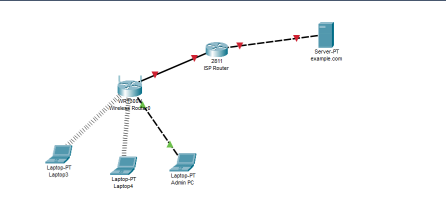 Server-PT
example.com
2811
ISP Router
Wireless Router0
Laptop-PT
Laptop3
Laptop-PT
Laptop4
Laptop-PT
Admin PC